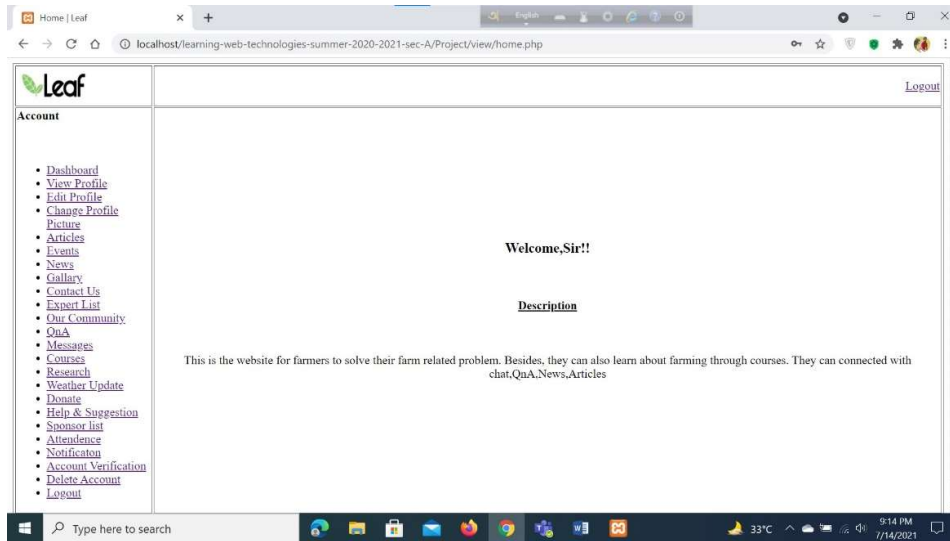 Home | Leaf
English
localhost/learning-web-technologies-summer-2020-2021-sec-A/Project/view/home.php
Leaf
Logout
Account
Dashboard
View Profile
Edit Profile
Change Profile
Picture
Articles
Events
News
Gallary
Contact Us
Expert List
Our Community
QnA
Messages
Courses
Research
Weather Update
Donate
Help & Suggestion
Sponsor list
Attendence
Notificaton
Account Verification
Delete Account
Logout
Welcome,Sir!!
Description
This is the website for farmers to solve their farm related problem. Besides, they can also learn about farming through courses. They can connected with
chat,QnA,News,Articles
Type here to search
33°C
9:14 PM
7/14/2021